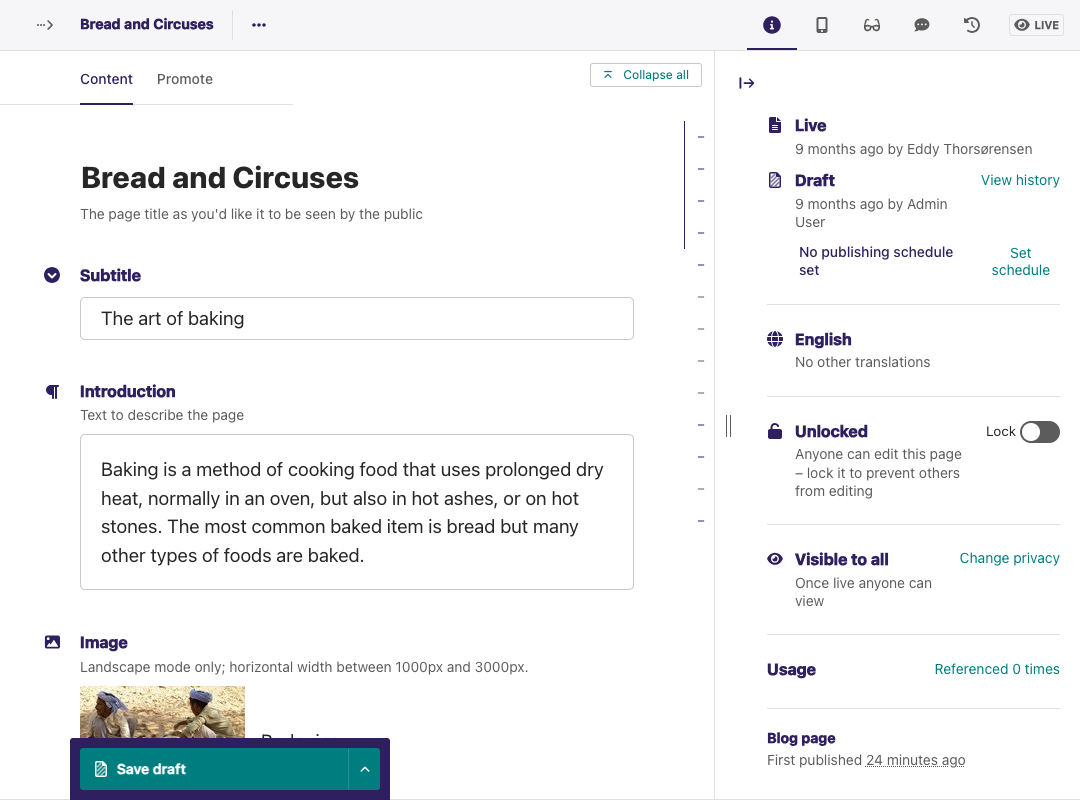 Bread and Circuses
LIVE
Content
Promote
Collapse all
Bread and Circuses
The page title as you'd like it to be seen by the public
Subtitle
The art of baking
Introduction
Text to describe the page
Baking is a method of cooking food that uses prolonged dry
heat, normally in an oven, but also in hot ashes, or on hot
stones. The most common baked item is bread but many
other types of foods are baked.
Image
Landscape mode only; horizontal width between 1000px and 3000px.
Save draft
Live
9 months ago by Eddy Thorsørensen
Draft
View history
9 months ago by Admin
User
No publishing schedule
set
Set
schedule
English
No other translations
Unlocked
Lock
Anyone can edit this page
– lock it to prevent others
from editing
Visible to all
Change privacy
Once live anyone can
view
Usage
Referenced 0 times
Blog page
First published 24 minutes ago